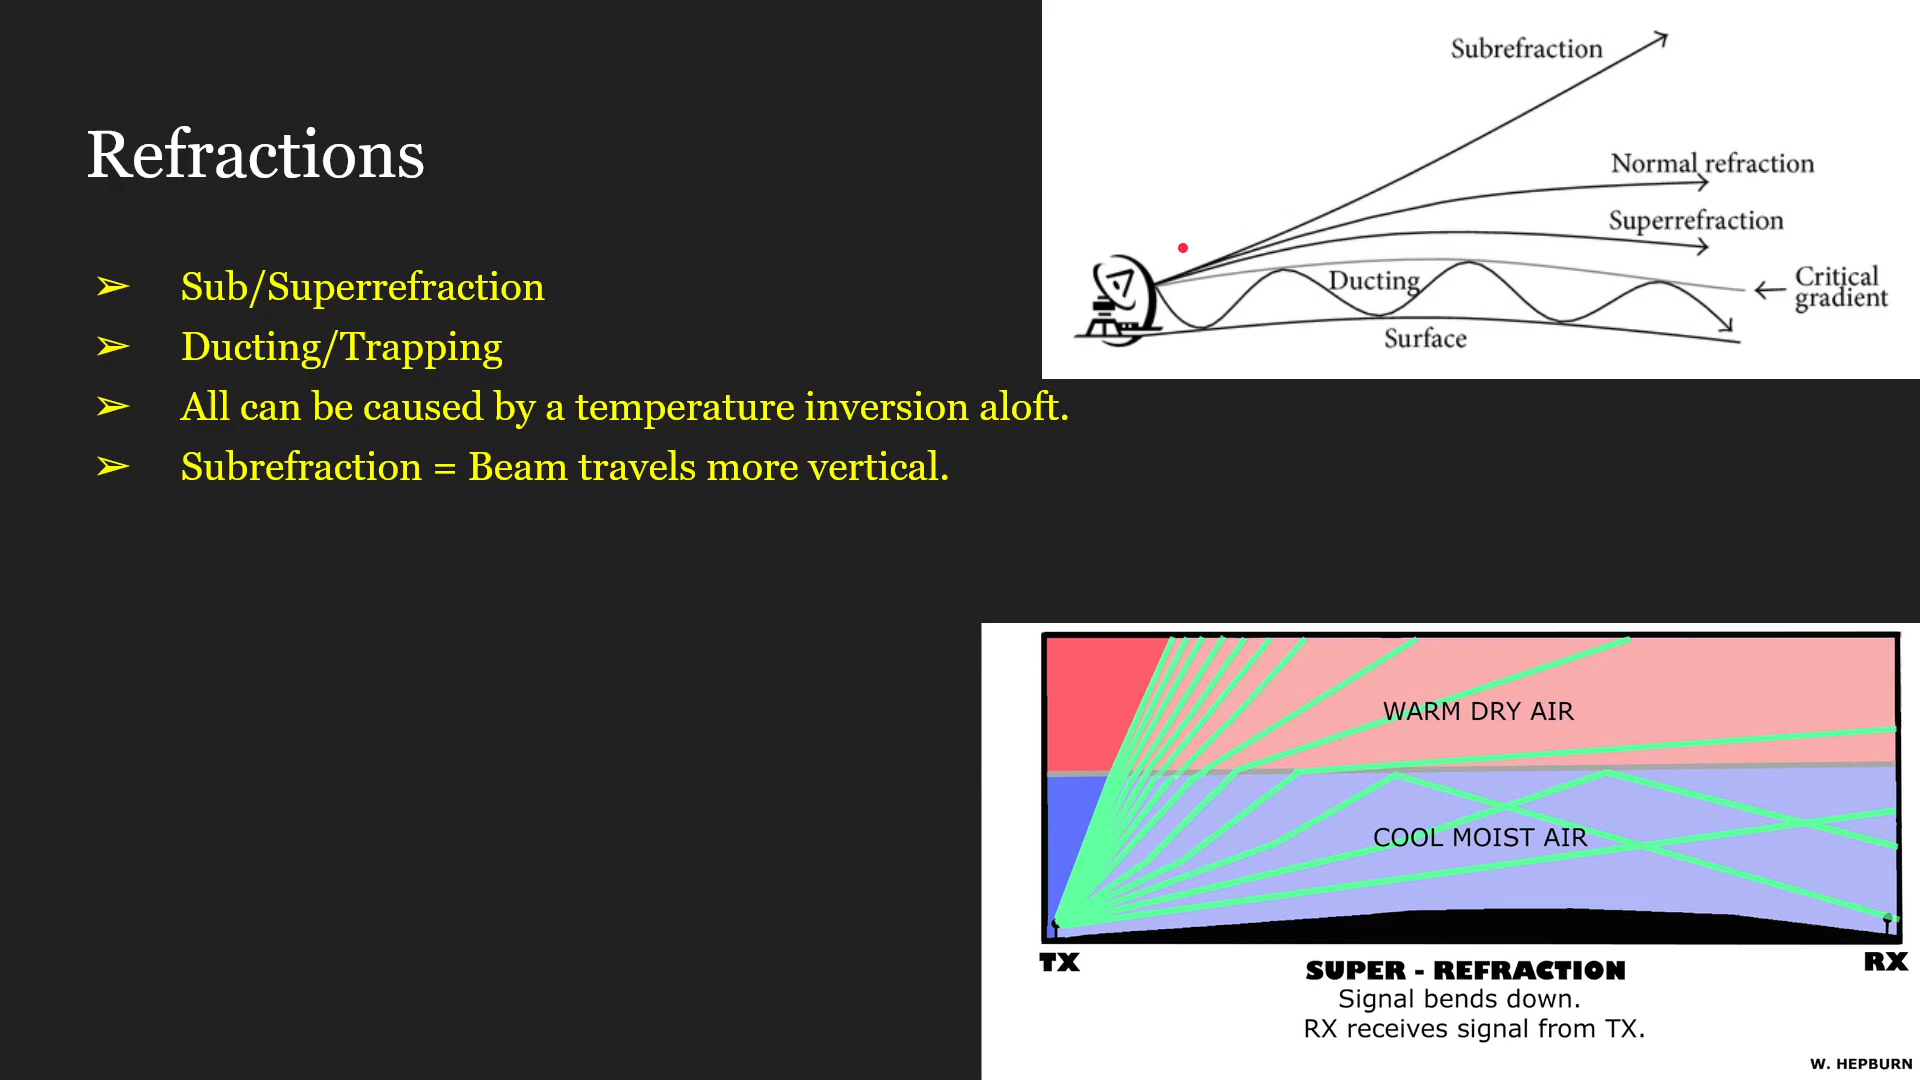 Refractions
➢ Sub/Superrefraction
➢ Ducting/Trapping
➢ All can be caused by a temperature inversion aloft.
➢ Subrefraction = Beam travels more vertical.
Subrefraction
Normal refraction
Superrefraction
Ducting
Critical
gradient
Surface
WARM DRY AIR
COOL MOIST AIR
TX
RX
SUPER - REFRACTION
Signal bends down.
RX receives signal from TX.
W. HEPBURN